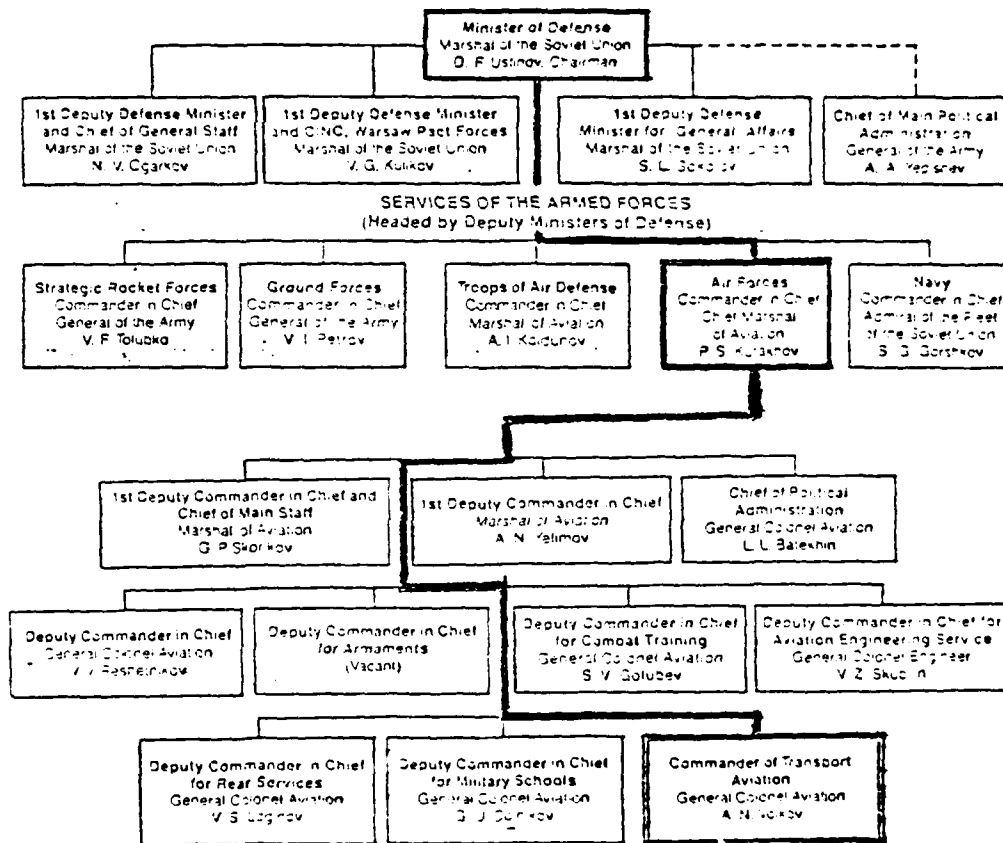 Minister of Defense
Marshal of the Soviet Union
D. F. Ustinov, Chairman
1st Deputy Defense Minister
and Chief of General Staff
Marshal of the Soviet Union
N. V. Ogarkov
1st Deputy Defense Minister
and CINC, Warsaw Pact Forces
Marshal of the Soviet Union
V. G. Kulikov
1st Deputy Defense
Minister for General Affairs
Marshal of the Soviet Union
S. L. Sokolov
Chief of Main Political
Administration
General of the Army
A. A. Yepishev
SERVICES OF THE ARMED FORCES
(Headed by Deputy Ministers of Defense)
Strategic Rocket Forces
Commander in Chief
General of the Army
V. F. Tolubko
Ground Forces
Commander in Chief
General of the Army
V. I. Petrov
Troops of Air Defense
Commander in Chief
Marshal of Aviation
A. I. Koldunov
Air Forces
Commander in Chief
Chief Marshal
of Aviation
P. S. Kutakhov
Navy
Commander in Chief
Admiral of the Fleet
of the Soviet Union
S. G. Gorshkov
1st Deputy Commander in Chief and
Chief of Main Staff
Marshal of Aviation
G. P. Skorikov
1st Deputy Commander in Chief
Marshal of Aviation
A. N. Yefimov
Chief of Political
Administration
General Colonel Aviation
L. L. Batekhin
Deputy Commander in Chief
General Colonel Aviation
V. V. Reshetnikov
Deputy Commander in Chief
for Armaments
(Vacant)
Deputy Commander in Chief
for Combat Training
General Colonel Aviation
S. V. Golubev
Deputy Commander in Chief for
Aviation Engineering Service
General Colonel Engineer
V. Z. Skubilin
Deputy Commander in Chief
for Rear Services
General Colonel Aviation
V. S. Loginov
Deputy Commander in Chief
for Military Schools
General Colonel Aviation
G. U.
Commander of Transport
Aviation
General Colonel Aviation
A. N. Volkov